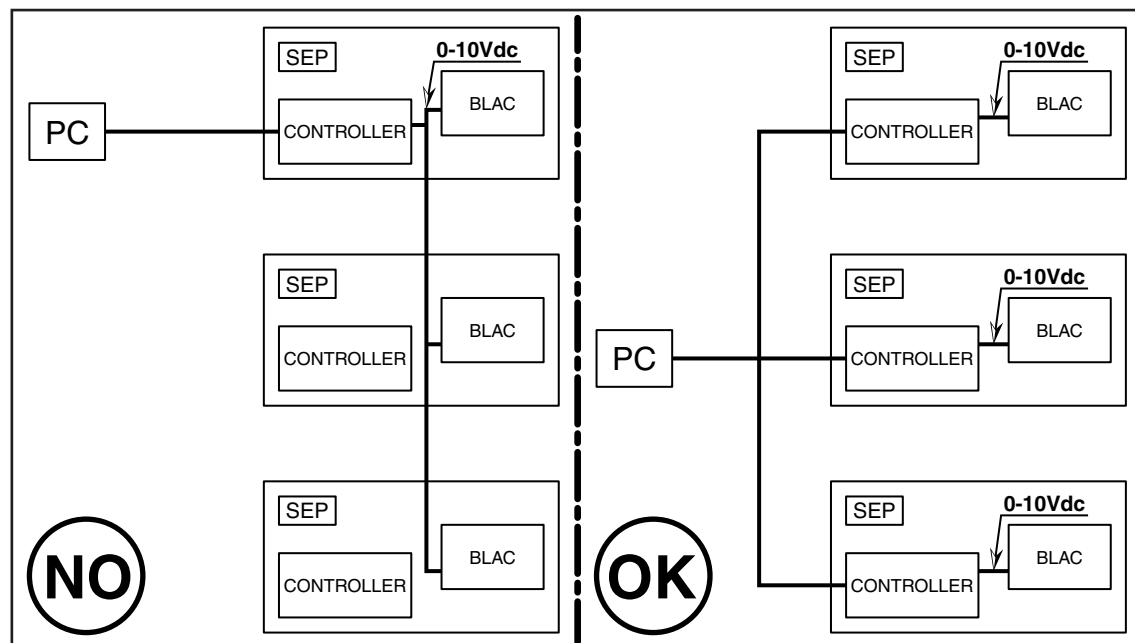 SEP
0-10Vdc
BLAC
CONTROLLER
PC
SEP
BLAC
CONTROLLER
SEP
BLAC
CONTROLLER
NO
SEP
0-10Vdc
BLAC
CONTROLLER
SEP
0-10Vdc
BLAC
CONTROLLER
PC
SEP
0-10Vdc
BLAC
CONTROLLER
OK